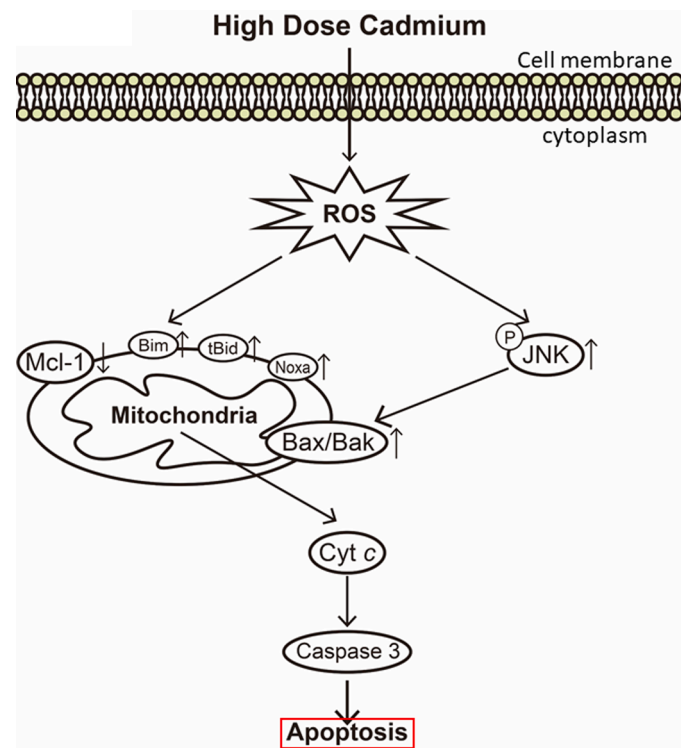 High Dose Cadmium
Cell membrane
cytoplasm
ROS
P
JNK
Mcl-1
Bim
tBid
Noxa
Mitochondria
Bax/Bak
Cyt c
Caspase 3
Apoptosis